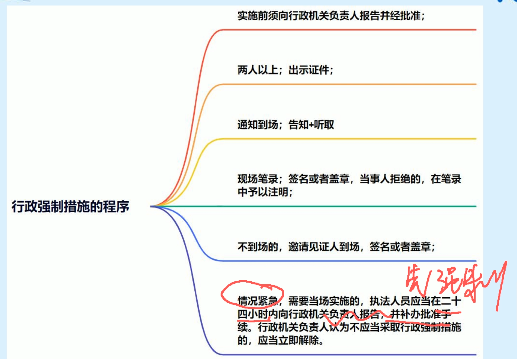 实施前须向行政机关负责人报告并经批准；
两人以上；出示证件；
通知到场；告知+听取
现场笔录；签名或者盖章，当事人拒绝的，在笔录
中予以注明；
行政强制措施的程序
不到场的，邀请见证人到场，签名或者盖章；
情况紧急，需要当场实施的，执法人员应当在二十
四小时内向行政机关负责人报告，并补办批准手
续。行政机关负责人认为不应当采取行政强制措施
的，应当立即解除。